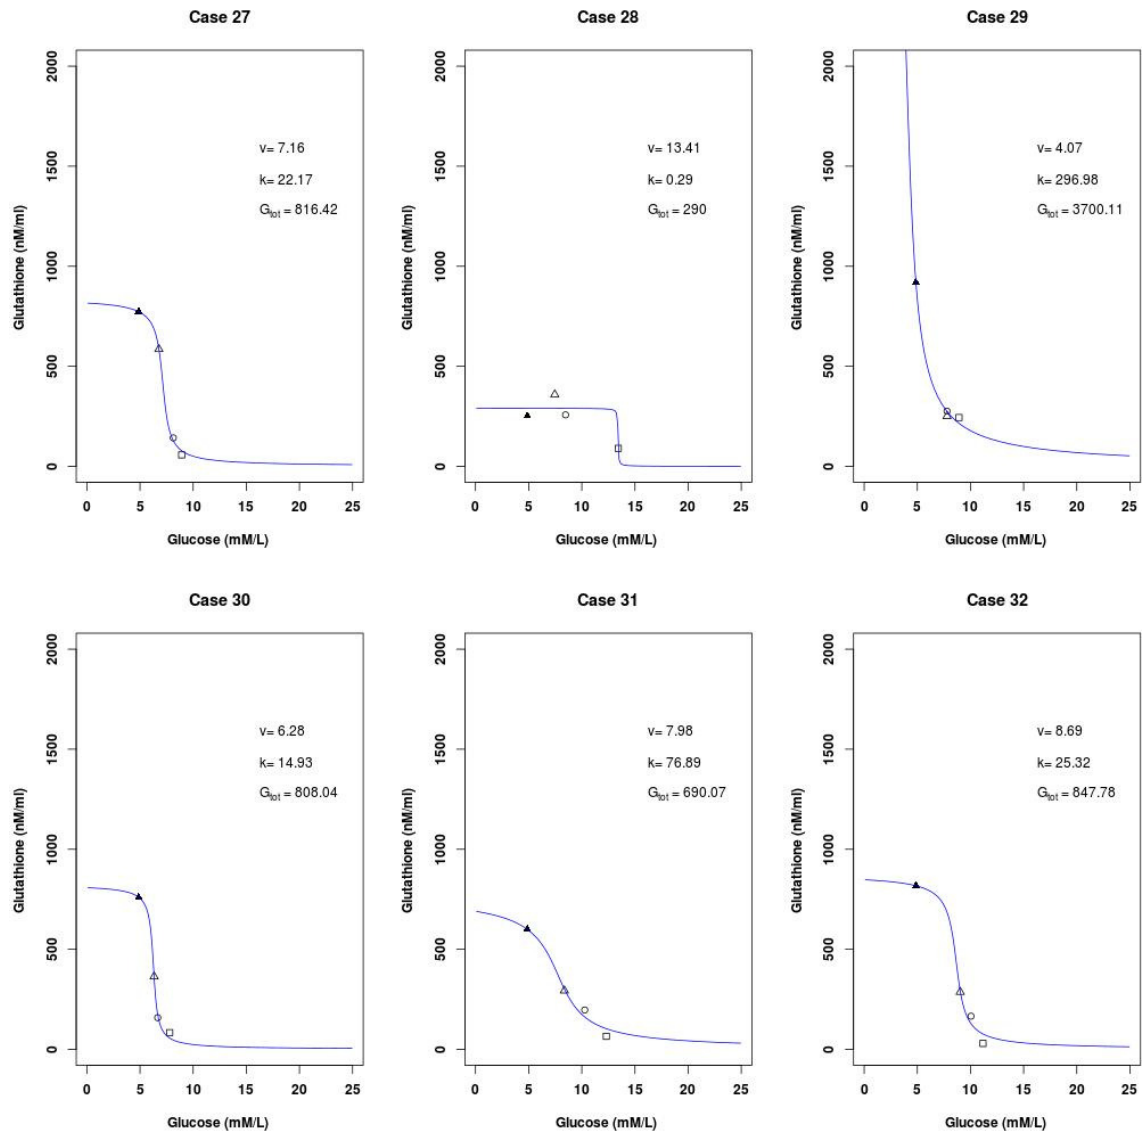 Case 27
Glutathione (nM/ml)
2000
1500
1000
500
0
v= 7.16
k= 22.17
Gtot = 816.42
0 5 10 15 20 25
Glucose (mM/L)
Case 28
Glutathione (nM/ml)
2000
1500
1000
500
0
v= 13.41
k= 0.29
Gtot = 290
0 5 10 15 20 25
Glucose (mM/L)
Case 29
Glutathione (nM/ml)
2000
1500
1000
500
0
v= 4.07
k= 296.98
Gtot = 3700.11
0 5 10 15 20 25
Glucose (mM/L)
Case 30
Glutathione (nM/ml)
2000
1500
1000
500
0
v= 6.28
k= 14.93
Gtot = 808.04
0 5 10 15 20 25
Glucose (mM/L)
Case 31
Glutathione (nM/ml)
2000
1500
1000
500
0
v= 7.98
k= 76.89
Gtot = 690.07
0 5 10 15 20 25
Glucose (mM/L)
Case 32
Glutathione (nM/ml)
2000
1500
1000
500
0
v= 8.69
k= 25.32
Gtot = 847.78
0 5 10 15 20 25
Glucose (mM/L)